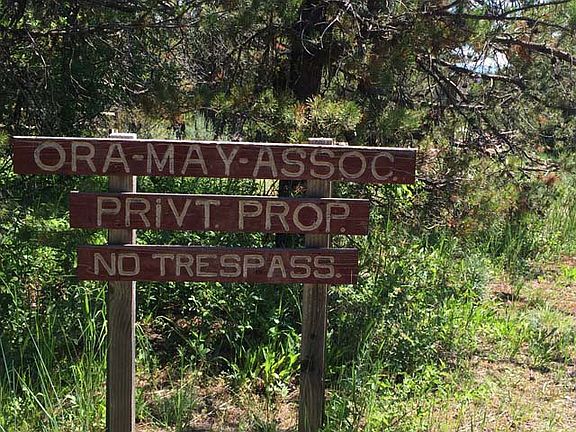 ORA-MAY-ASSOC.
PRiVT PROP.
NO TRESPASS.